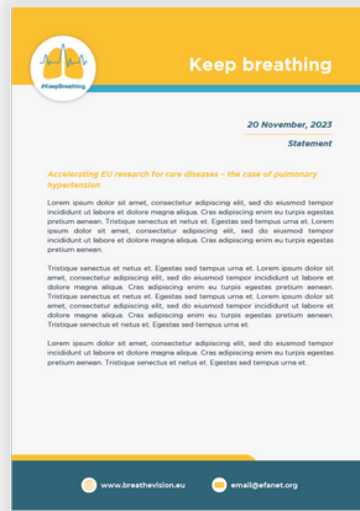 Keep breathing
#KeepBreathing
20 November, 2023
Statement
Accelerating EU research for rare diseases – the case of pulmonary
hypertension
Lorem ipsum dolor sit amet, consectetur adipiscing elit, sed do eiusmod tempor
incididunt ut labore et dolore magna aliqua. Cras adipiscing enim eu turpis egestas
pretium aenean. Tristique senectus et netus et. Egestas sed tempus urna et. Lorem
ipsum dolor sit amet, consectetur adipiscing elit, sed do eiusmod tempor
incididunt ut labore et dolore magna aliqua. Cras adipiscing enim eu turpis egestas
pretium aenean.
Tristique senectus et netus et. Egestas sed tempus urna et. Lorem ipsum dolor sit
amet, consectetur adipiscing elit, sed do eiusmod tempor incididunt ut labore et
dolore magna aliqua. Cras adipiscing enim eu turpis egestas pretium aenean.
Tristique senectus et netus et. Egestas sed tempus urna et. Lorem ipsum dolor sit
amet, consectetur adipiscing elit, sed do eiusmod tempor incididunt ut labore et
dolore magna aliqua. Cras adipiscing enim eu turpis egestas pretium aenean.
Tristique senectus et netus et. Egestas sed tempus urna et.
Lorem ipsum dolor sit amet, consectetur adipiscing elit, sed do eiusmod tempor
incididunt ut labore et dolore magna aliqua. Cras adipiscing enim eu turpis egestas
pretium aenean. Tristique senectus et netus et. Egestas sed tempus urna et.
www.breathevision.eu
email@efanet.org